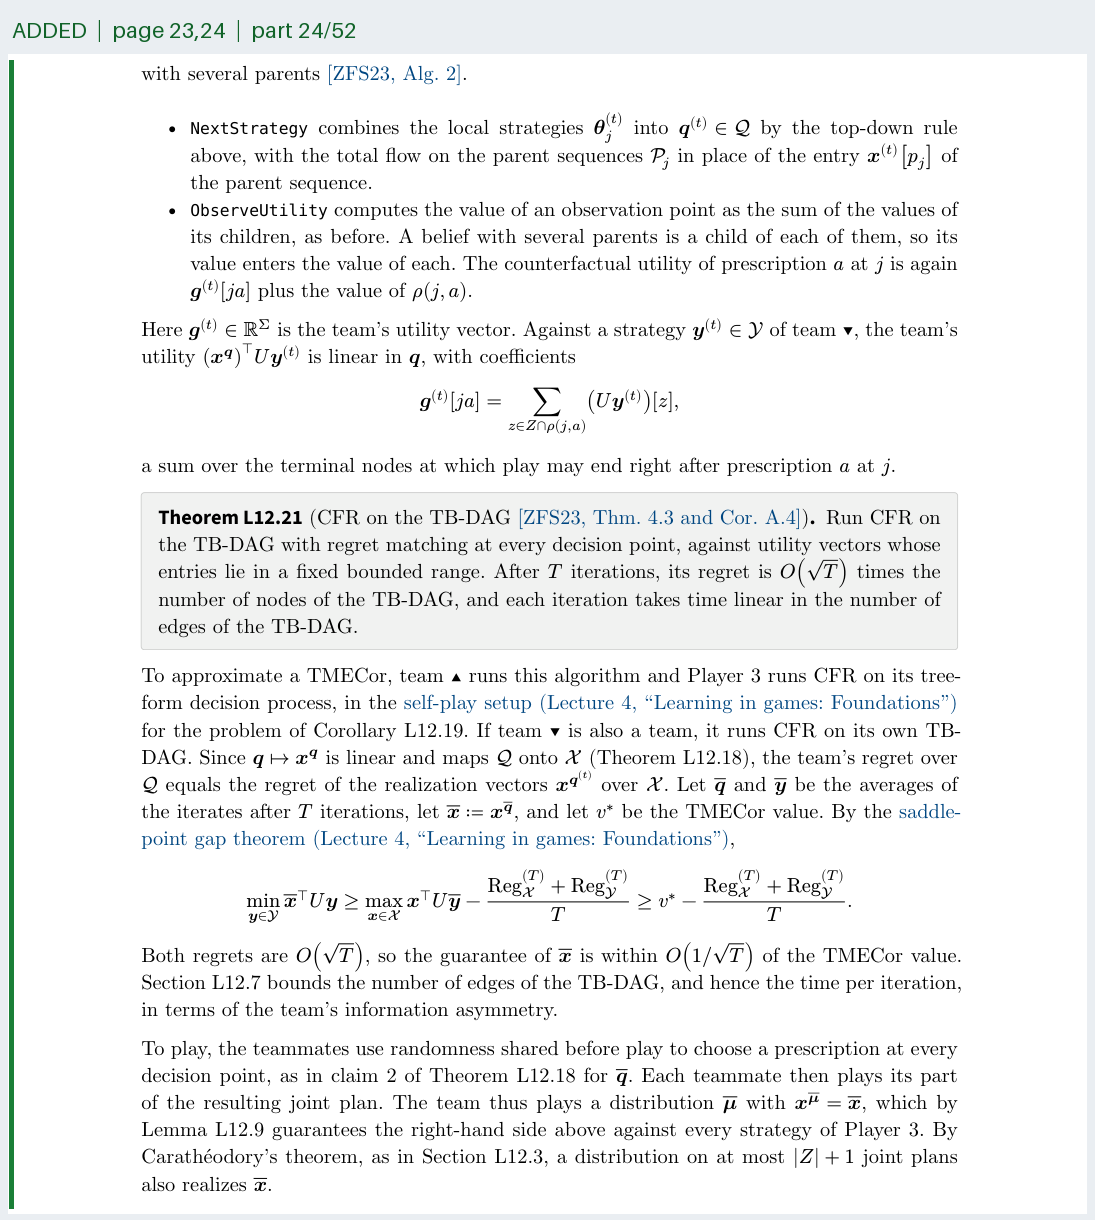 ADDED | page 23,24 | part 24/52
with several parents [ZFS23, Alg. 2].
• NextStrategy combines the local strategies θ_j^(t) into q^(t) ∈ 𝒬 by the top-down rule
above, with the total flow on the parent sequences 𝒫_j in place of the entry x^(t)[p_j] of
the parent sequence.
• ObserveUtility computes the value of an observation point as the sum of the values of
its children, as before. A belief with several parents is a child of each of them, so its
value enters the value of each. The counterfactual utility of prescription a at j is again
g^(t)[ja] plus the value of ρ(j, a).
Here g^(t) ∈ ℝ^Σ is the team's utility vector. Against a strategy y^(t) ∈ 𝒴 of team ▼, the team's
utility (x^q)^⊤ U y^(t) is linear in q, with coefficients
g^(t)[ja] = ∑_{z∈Z∩ρ(j,a)} (U y^(t))[z],
a sum over the terminal nodes at which play may end right after prescription a at j.
Theorem L12.21 (CFR on the TB-DAG [ZFS23, Thm. 4.3 and Cor. A.4]). Run CFR on
the TB-DAG with regret matching at every decision point, against utility vectors whose
entries lie in a fixed bounded range. After T iterations, its regret is O(√T) times the
number of nodes of the TB-DAG, and each iteration takes time linear in the number of
edges of the TB-DAG.
To approximate a TMECor, team ▲ runs this algorithm and Player 3 runs CFR on its tree-
form decision process, in the self-play setup (Lecture 4, “Learning in games: Foundations”)
for the problem of Corollary L12.19. If team ▼ is also a team, it runs CFR on its own TB-
DAG. Since q ↦ x^q is linear and maps 𝒬 onto 𝒳 (Theorem L12.18), the team's regret over
𝒬 equals the regret of the realization vectors x^{q^(t)} over 𝒳. Let q̅ and y̅ be the averages of
the iterates after T iterations, let x̅ := x^q̅, and let v* be the TMECor value. By the saddle-
point gap theorem (Lecture 4, “Learning in games: Foundations”),
min_{y∈𝒴} x̅^⊤ U y ≥ max_{x∈𝒳} x^⊤ U y̅ − (Reg_𝒳^(T) + Reg_𝒴^(T))/T ≥ v* − (Reg_𝒳^(T) + Reg_𝒴^(T))/T.
Both regrets are O(√T), so the guarantee of x̅ is within O(1/√T) of the TMECor value.
Section L12.7 bounds the number of edges of the TB-DAG, and hence the time per iteration,
in terms of the team's information asymmetry.
To play, the teammates use randomness shared before play to choose a prescription at every
decision point, as in claim 2 of Theorem L12.18 for q̅. Each teammate then plays its part
of the resulting joint plan. The team thus plays a distribution μ̅ with x^μ̅ = x̅, which by
Lemma L12.9 guarantees the right-hand side above against every strategy of Player 3. By
Carathéodory's theorem, as in Section L12.3, a distribution on at most |Z| + 1 joint plans
also realizes x̅.